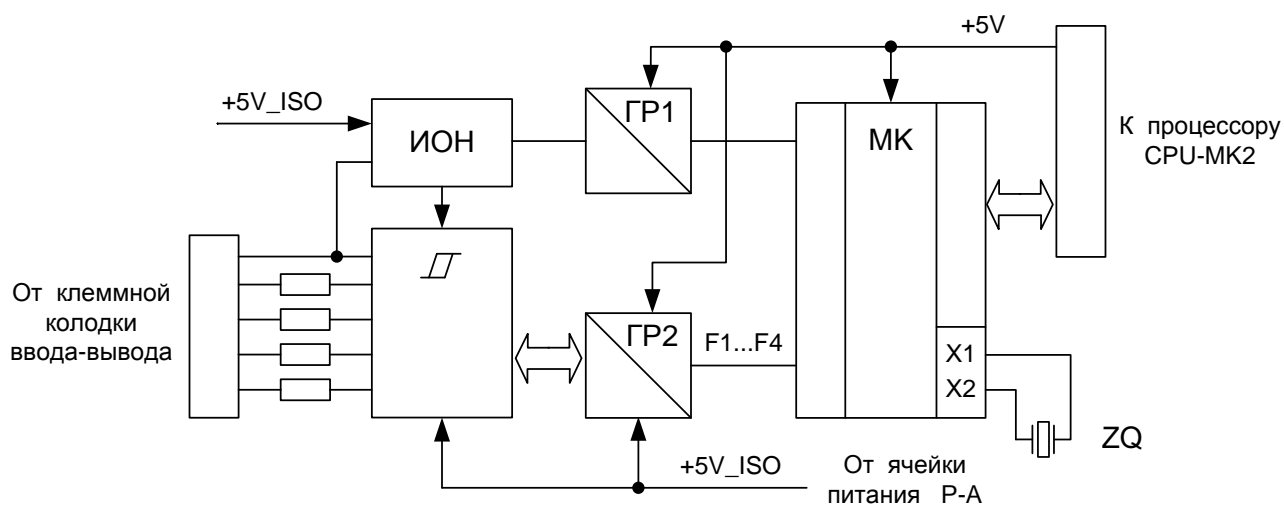 +5V
+5V_ISO
ИОН
ГР1
МК
К процессору
CPU-MK2
От клеммной
колодки
ввода-вывода
ГР2
F1...F4
X1
X2
ZQ
+5V_ISO
От ячейки
питания P-A